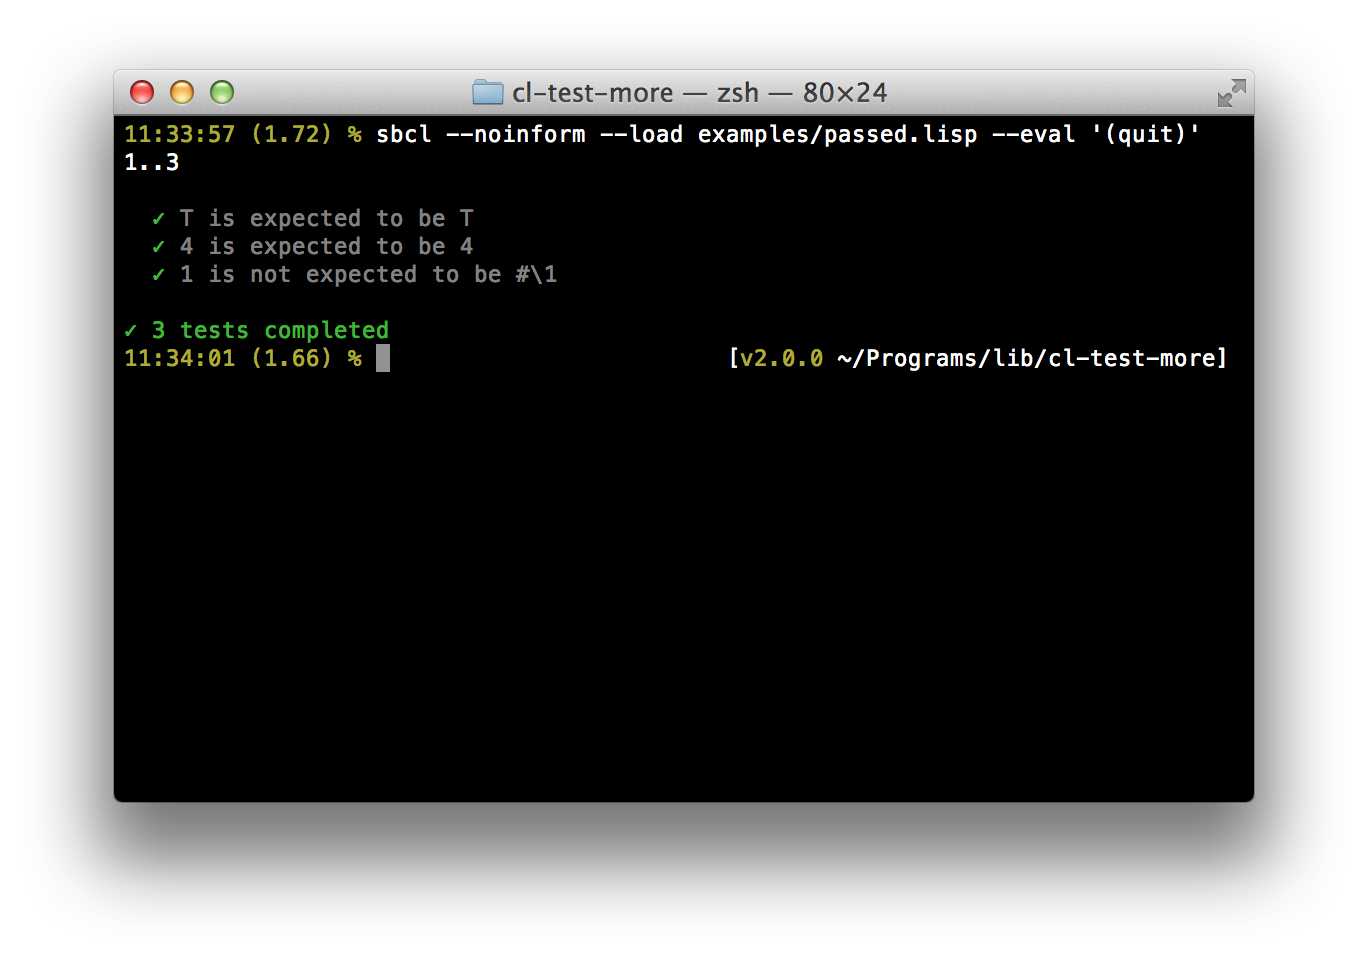 cl-test-more — zsh — 80×24
11:33:57 (1.72) % sbcl --noinform --load examples/passed.lisp --eval '(quit)'
1..3
✓ T is expected to be T
✓ 4 is expected to be 4
✓ 1 is not expected to be #\1
✓ 3 tests completed
11:34:01 (1.66) % [v2.0.0 ~/Programs/lib/cl-test-more]